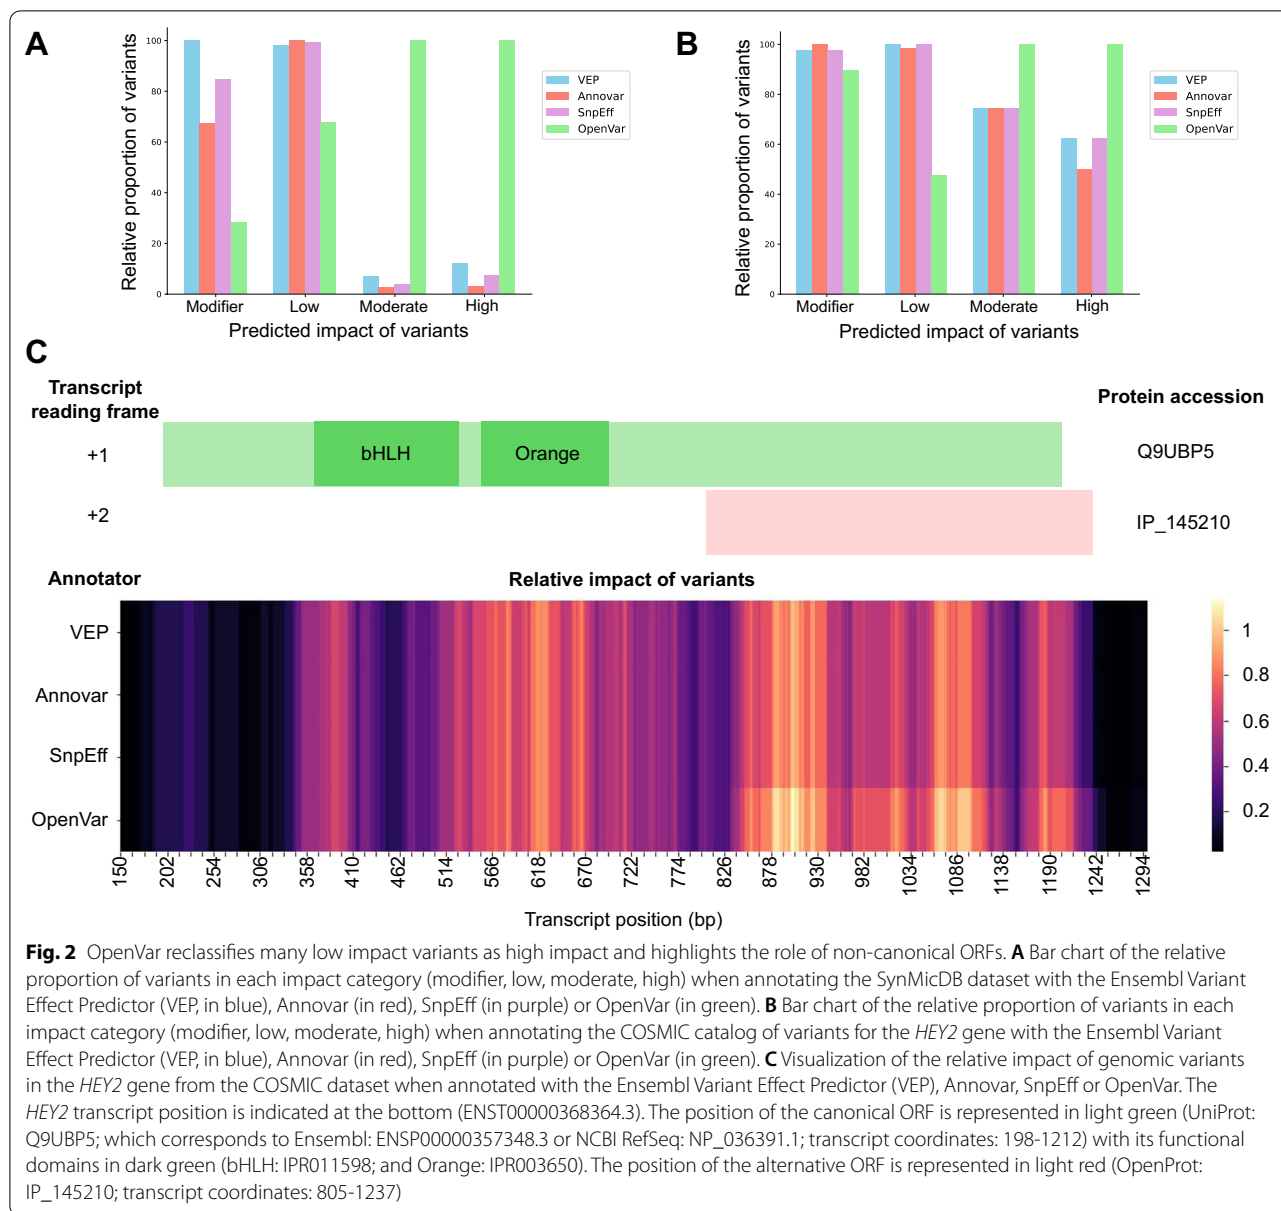 A
Relative proportion of variants
100
80
60
40
20
0
Modifier
Low
Moderate
High
Predicted impact of variants
VEP
Annovar
SnpEff
OpenVar
B
Relative proportion of variants
100
80
60
40
20
0
Modifier
Low
Moderate
High
Predicted impact of variants
VEP
Annovar
SnpEff
OpenVar
C
Transcript
reading frame
Protein accession
+1
bHLH
Orange
Q9UBP5
+2
IP_145210
Annotator
Relative impact of variants
VEP
Annovar
SnpEff
OpenVar
1
0.8
0.6
0.4
0.2
150
202
254
306
358
410
462
514
566
618
670
722
774
826
878
930
982
1034
1086
1138
1190
1242
1294
Transcript position (bp)
Fig. 2 OpenVar reclassifies many low impact variants as high impact and highlights the role of non-canonical ORFs. A Bar chart of the relative
proportion of variants in each impact category (modifier, low, moderate, high) when annotating the SynMicDB dataset with the Ensembl Variant
Effect Predictor (VEP, in blue), Annovar (in red), SnpEff (in purple) or OpenVar (in green). B Bar chart of the relative proportion of variants in each
impact category (modifier, low, moderate, high) when annotating the COSMIC catalog of variants for the HEY2 gene with the Ensembl Variant
Effect Predictor (VEP, in blue), Annovar (in red), SnpEff (in purple) or OpenVar (in green). C Visualization of the relative impact of genomic variants
in the HEY2 gene from the COSMIC dataset when annotated with the Ensembl Variant Effect Predictor (VEP), Annovar, SnpEff or OpenVar. The
HEY2 transcript position is indicated at the bottom (ENST00000368364.3). The position of the canonical ORF is represented in light green (UniProt:
Q9UBP5; which corresponds to Ensembl: ENSP00000357348.3 or NCBI RefSeq: NP_036391.1; transcript coordinates: 198-1212) with its functional
domains in dark green (bHLH: IPR011598; and Orange: IPR003650). The position of the alternative ORF is represented in light red (OpenProt:
IP_145210; transcript coordinates: 805-1237)